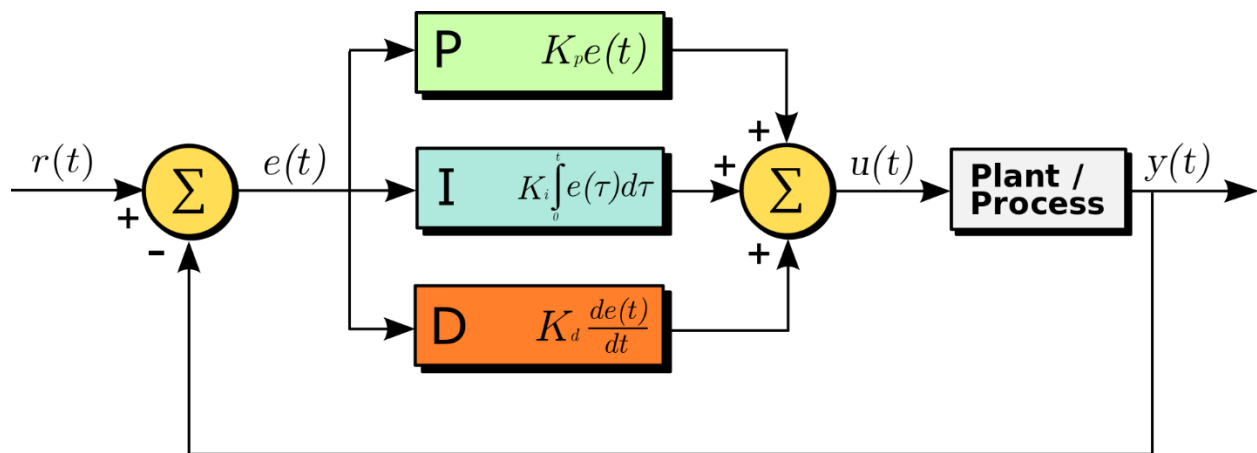 P K_p e(t)
r(t)
+
-
Σ
e(t)
I K_i ∫_0^t e(τ)dτ
D K_d de(t)/dt
+
+
+
Σ
u(t)
Plant /
Process
y(t)